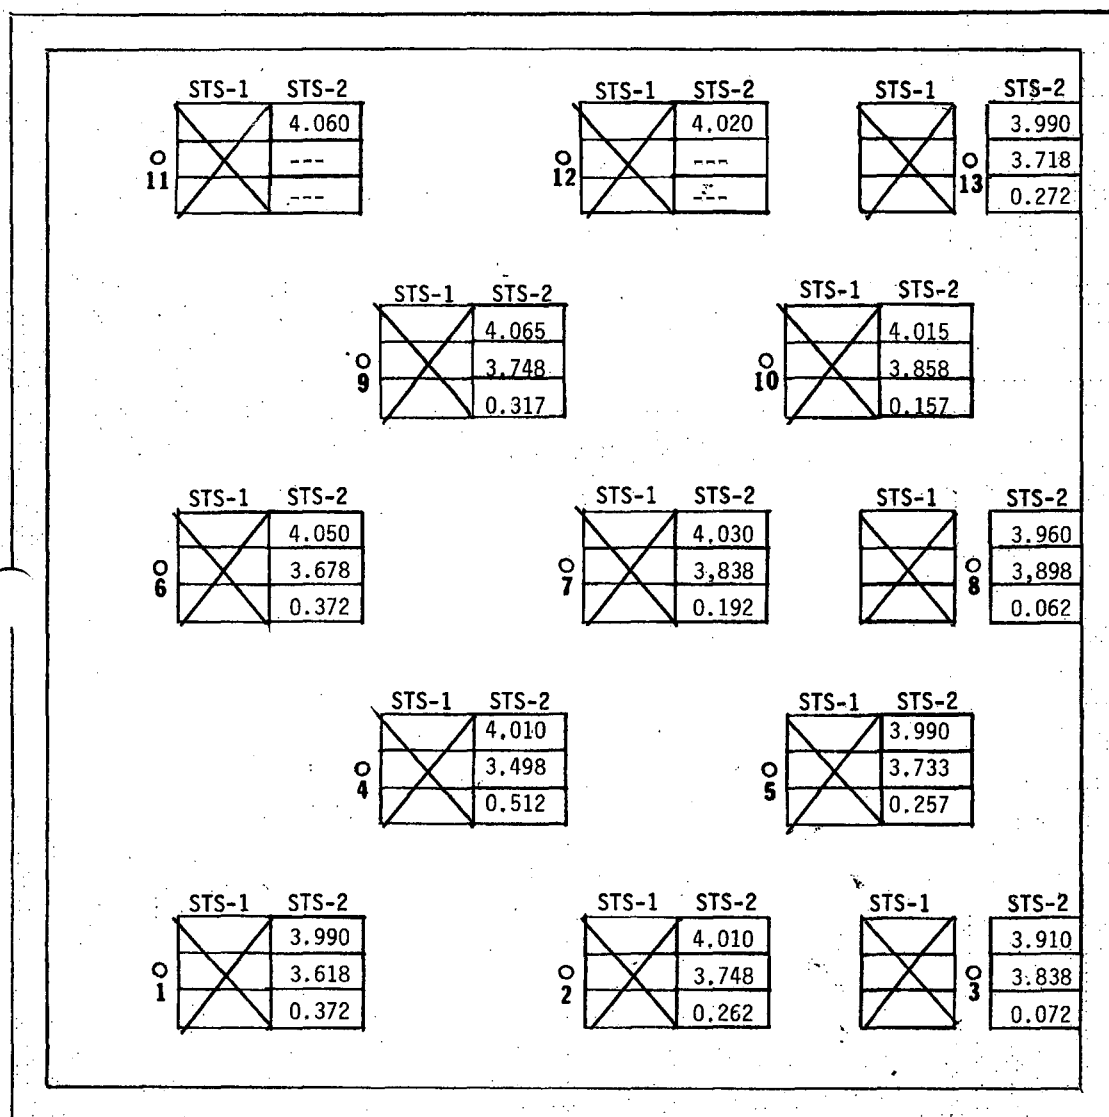 STS-1 STS-2 STS-1 STS-2 STS-1 STS-2
4.060 4.020 3.990
11 --- 12 --- 13 3.718
--- --- 0.272
STS-1 STS-2 STS-1 STS-2
4.065 4.015
9 3.748 10 3.858
0.317 0.157
STS-1 STS-2 STS-1 STS-2 STS-1 STS-2
4.050 4.030 3.960
6 3.678 7 3,838 8 3,898
0.372 0.192 0.062
STS-1 STS-2 STS-1 STS-2
4.010 3.990
4 3.498 5 3.733
0.512 0.257
STS-1 STS-2 STS-1 STS-2 STS-1 STS-2
3.990 4.010 3.910
1 3.618 2 3.748 3 3.838
0.372 0.262 0.072